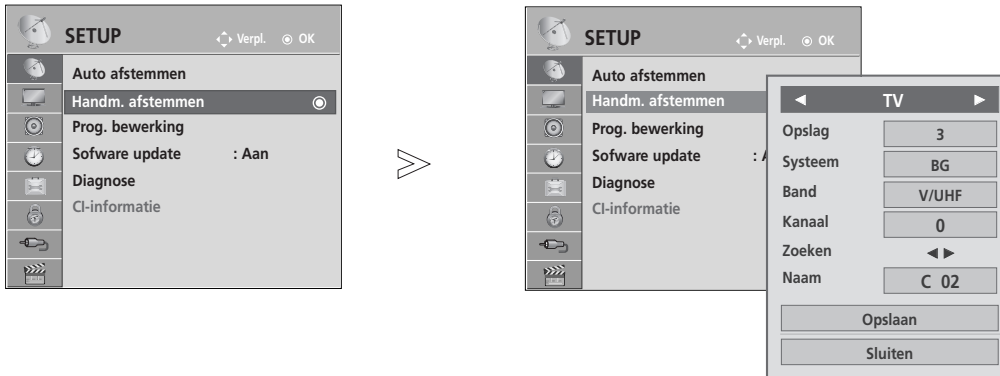 SETUP Verpl. OK
Auto afstemmen
Handm. afstemmen
Prog. bewerking
Sofware update : Aan
Diagnose
CI-informatie
SETUP Verpl. OK
Auto afstemmen
Handm. afstemmen
Prog. bewerking
Sofware update :
Diagnose
CI-informatie
TV
Opslag 3
Systeem BG
Band V/UHF
Kanaal 0
Zoeken
Naam C 02
Opslaan
Sluiten